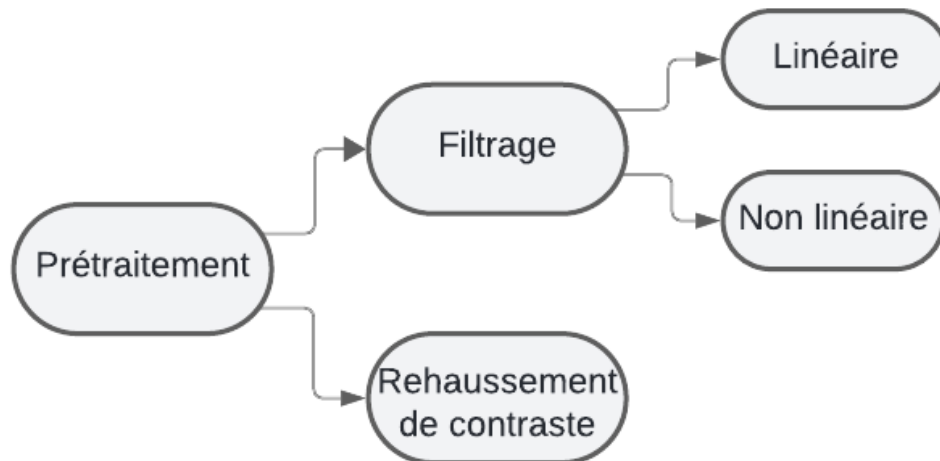 Linéaire
Filtrage
Non linéaire
Prétraitement
Rehaussement
de contraste